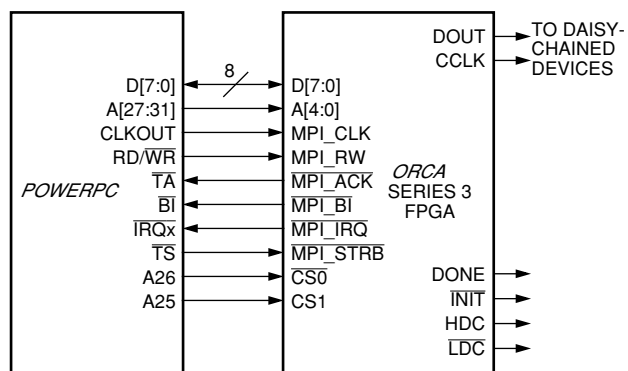 DOUT
TO DAISY-
CHAINED
DEVICES
CCLK
8
D[7:0]
D[7:0]
A[27:31]
A[4:0]
CLKOUT
MPI_CLK
RD/WR
MPI_RW
TA
MPI_ACK
BI
MPI_BI
IRQx
MPI_IRQ
TS
MPI_STRB
A26
CS0
A25
CS1
POWERPC
ORCA
SERIES 3
FPGA
DONE
INIT
HDC
LDC